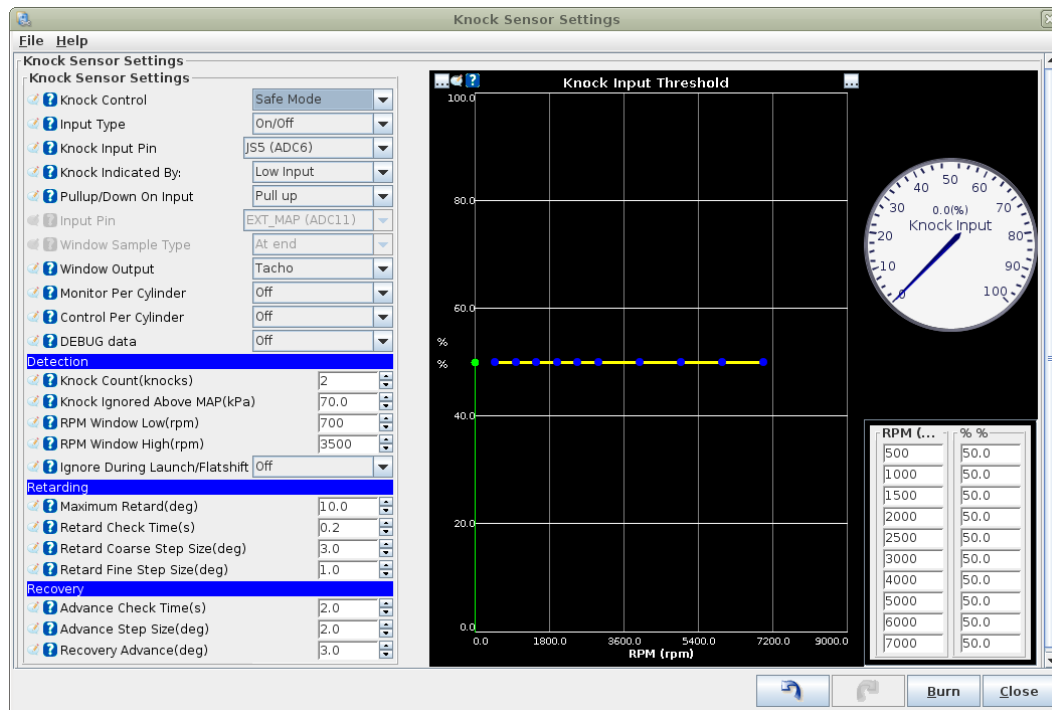 Knock Sensor Settings
File Help
Knock Sensor Settings
Knock Sensor Settings
Knock Control Safe Mode
Input Type On/Off
Knock Input Pin JS5 (ADC6)
Knock Indicated By: Low Input
Pullup/Down On Input Pull up
Input Pin EXT_MAP (ADC11)
Window Sample Type At end
Window Output Tacho
Monitor Per Cylinder Off
Control Per Cylinder Off
DEBUG data Off
Detection
Knock Count(knocks) 2
Knock Ignored Above MAP(kPa) 70.0
RPM Window Low(rpm) 700
RPM Window High(rpm) 3500
Ignore During Launch/Flatshift Off
Retarding
Maximum Retard(deg) 10.0
Retard Check Time(s) 0.2
Retard Coarse Step Size(deg) 3.0
Retard Fine Step Size(deg) 1.0
Recovery
Advance Check Time(s) 2.0
Advance Step Size(deg) 2.0
Recovery Advance(deg) 3.0
... ? Knock Input Threshold ...
100.0
80.0
60.0
%
%
40.0
20.0
0.0
0.0 1800.0 3600.0 5400.0 7200.0 9000.0
RPM (rpm)
0 10 20 30 40 50 60 70 80 90 100
0.0(%)
Knock Input
RPM (... % %
500 50.0
1000 50.0
1500 50.0
2000 50.0
2500 50.0
3000 50.0
4000 50.0
5000 50.0
6000 50.0
7000 50.0
Burn Close